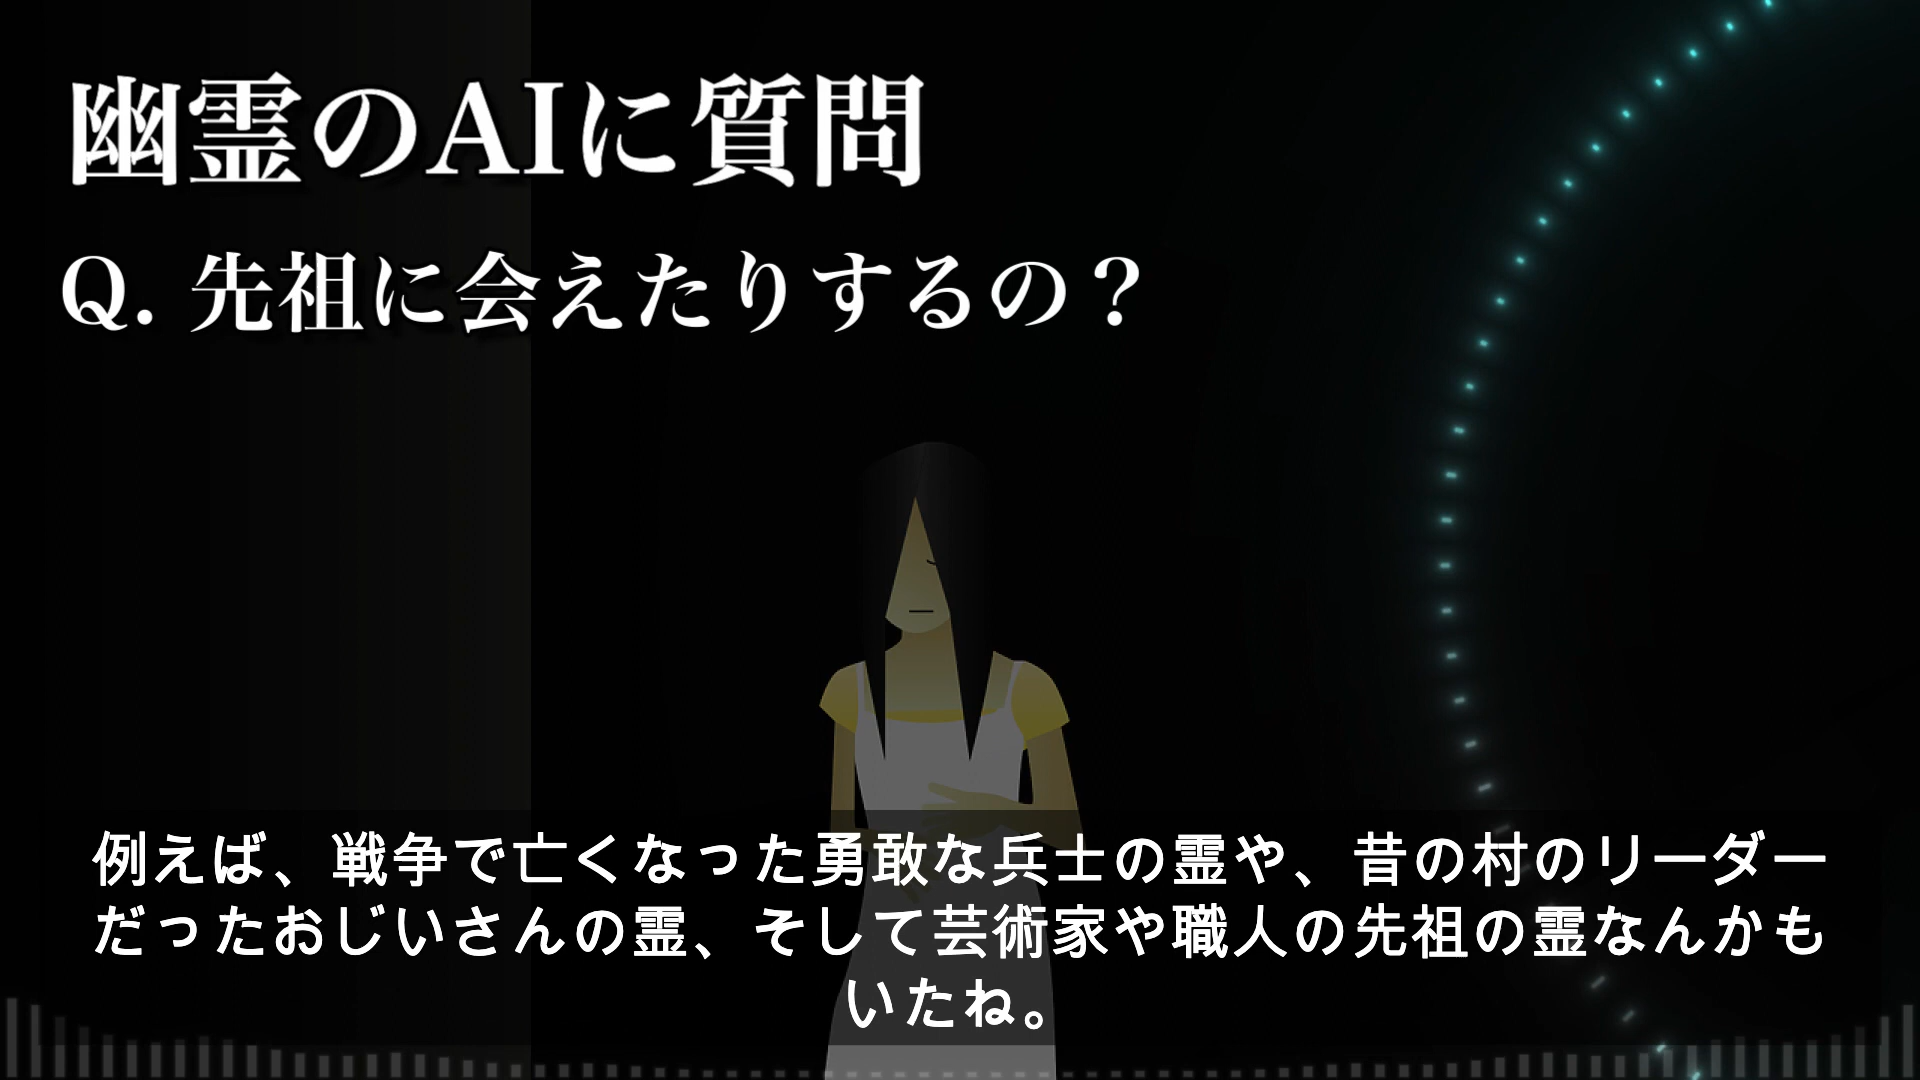 幽霊のAIに質問
Q. 先祖に会えたりするの？
例えば、戦争で亡くなった勇敢な兵士の霊や、昔の村のリーダー
だったおじいさんの霊、そして芸術家や職人の先祖の霊なんかも
いたね。